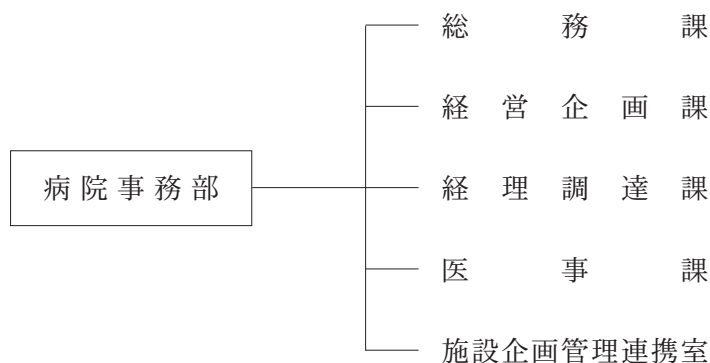 総務課
経営企画課
病院事務部
経理調達課
医事課
施設企画管理連携室